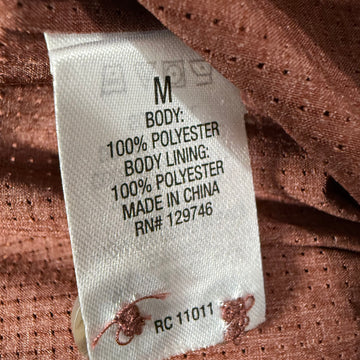 M
BODY:
100% POLYESTER
BODY LINING:
100% POLYESTER
MADE IN CHINA
RN# 129746
RC 11011